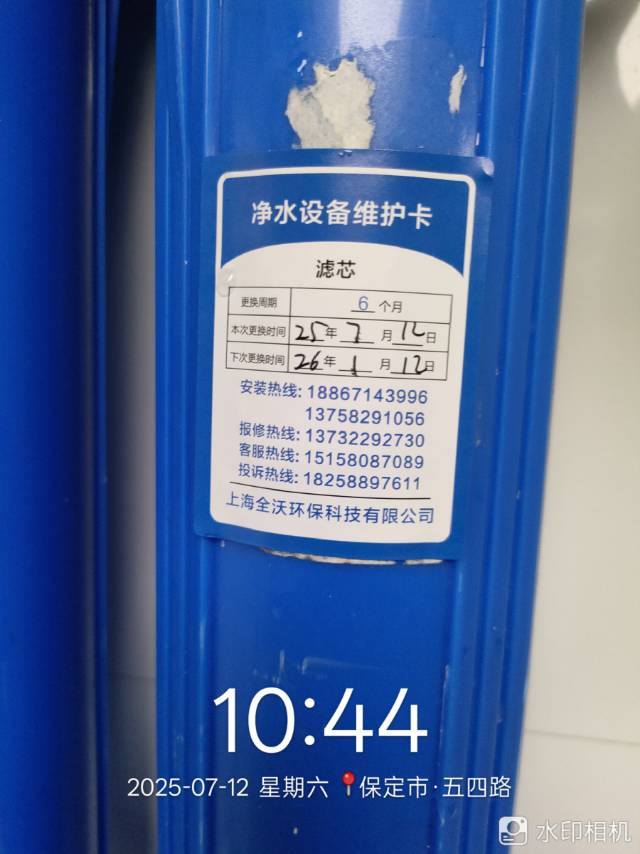 净水设备维护卡
滤芯
更换周期 6 个月
本次更换时间 25年 7 月 12日
下次更换时间 26年 1 月 12日
安装热线: 18867143996
13758291056
报修热线: 13732292730
客服热线: 15158087089
投诉热线: 18258897611
上海全沃环保科技有限公司
10:44
2025-07-12 星期六 保定市·五四路
水印相机